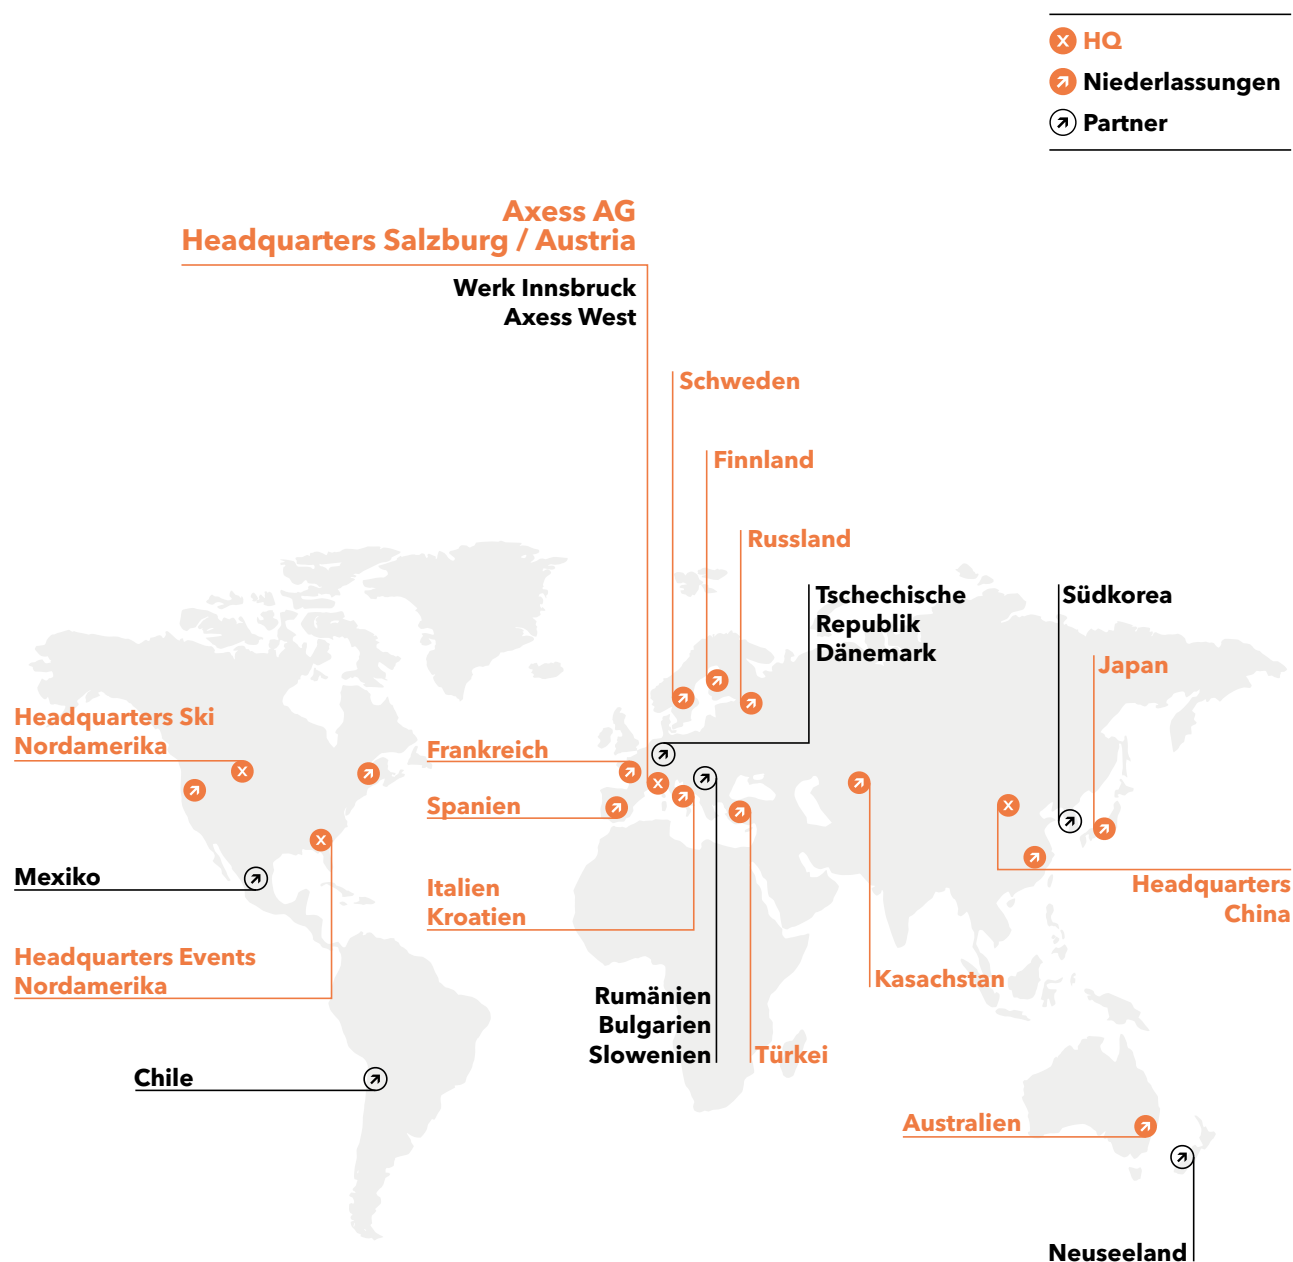 HQ
Niederlassungen
Partner
Axess AG
Headquarters Salzburg / Austria
Werk Innsbruck
Axess West
Schweden
Finnland
Russland
Tschechische
Republik
Dänemark
Südkorea
Japan
Headquarters Ski
Nordamerika
Frankreich
Spanien
Mexiko
Italien
Kroatien
Headquarters
China
Headquarters Events
Nordamerika
Kasachstan
Rumänien
Bulgarien
Slowenien
Türkei
Chile
Australien
Neuseeland